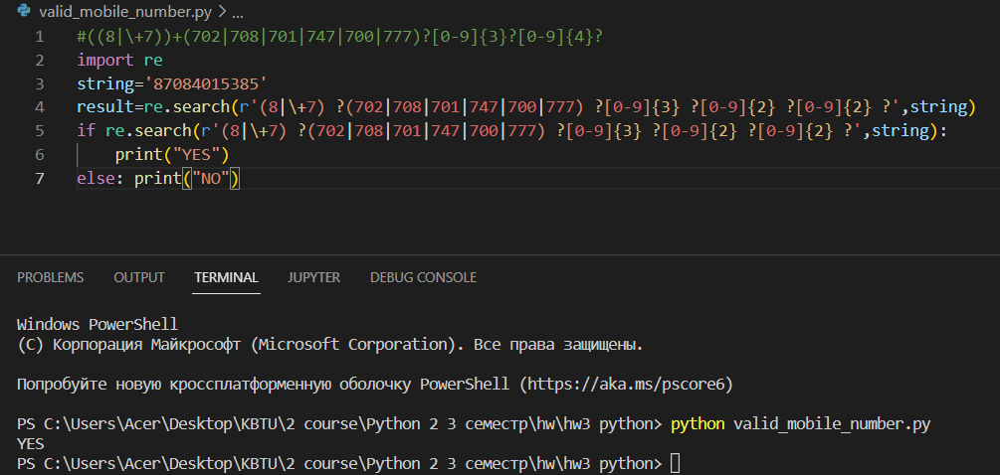 valid_mobile_number.py > ...
1 #((8|\+7))+(702|708|701|747|700|777)?[0-9]{3}?[0-9]{4}?
2 import re
3 string='87084015385'
4 result=re.search(r'(8|\+7) ?(702|708|701|747|700|777) ?[0-9]{3} ?[0-9]{2} ?[0-9]{2} ?',string)
5 if re.search(r'(8|\+7) ?(702|708|701|747|700|777) ?[0-9]{3} ?[0-9]{2} ?[0-9]{2} ?',string):
6     print("YES")
7 else: print("NO")
PROBLEMS OUTPUT TERMINAL JUPYTER DEBUG CONSOLE
Windows PowerShell
(C) Корпорация Майкрософт (Microsoft Corporation). Все права защищены.
Попробуйте новую кроссплатформенную оболочку PowerShell (https://aka.ms/pscore6)
PS C:\Users\Acer\Desktop\KBTU\2 course\Python 2 3 семестр\hw\hw3 python> python valid_mobile_number.py
YES
PS C:\Users\Acer\Desktop\KBTU\2 course\Python 2 3 семестр\hw\hw3 python>